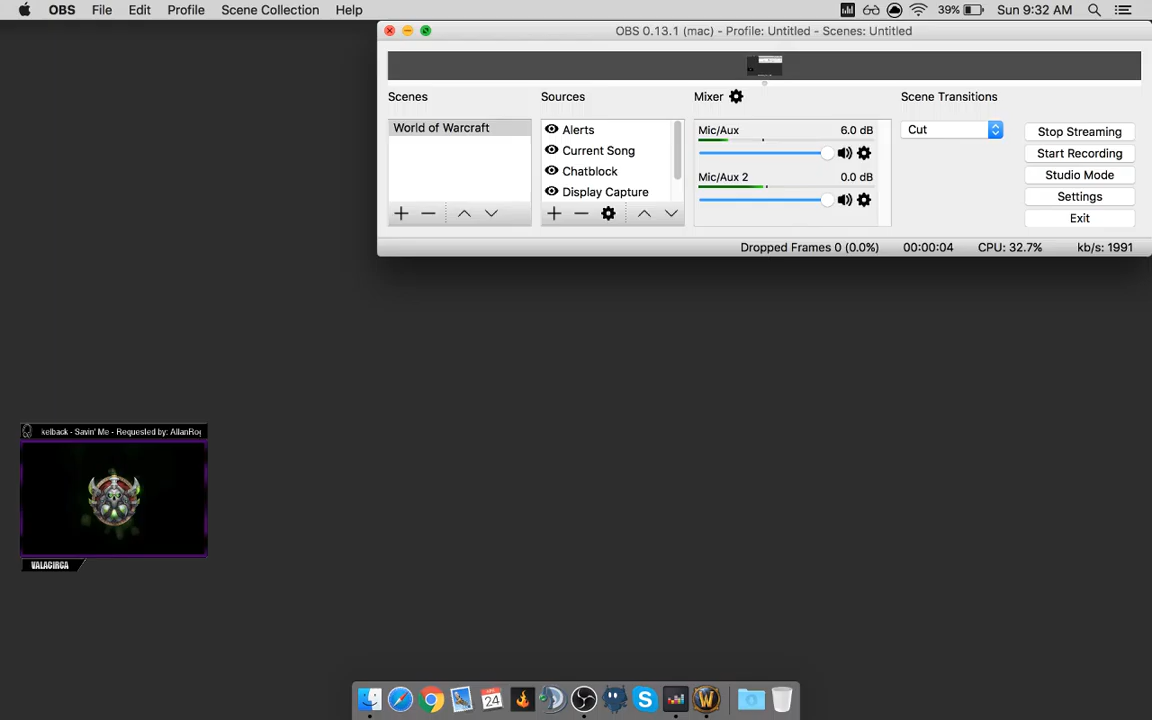 OBS File Edit Profile Scene Collection Help 39% Sun 9:32 AM
OBS 0.13.1 (mac) - Profile: Untitled - Scenes: Untitled
Scenes Sources Mixer Scene Transitions
World of Warcraft
Alerts
Current Song
Chatblock
Display Capture
Mic/Aux 6.0 dB
Mic/Aux 2 0.0 dB
Cut
Stop Streaming
Start Recording
Studio Mode
Settings
Exit
Dropped Frames 0 (0.0%) 00:00:04 CPU: 32.7% kb/s: 1991
kelback - Savin' Me - Requested by: AllanRog
VALACIRCA
24